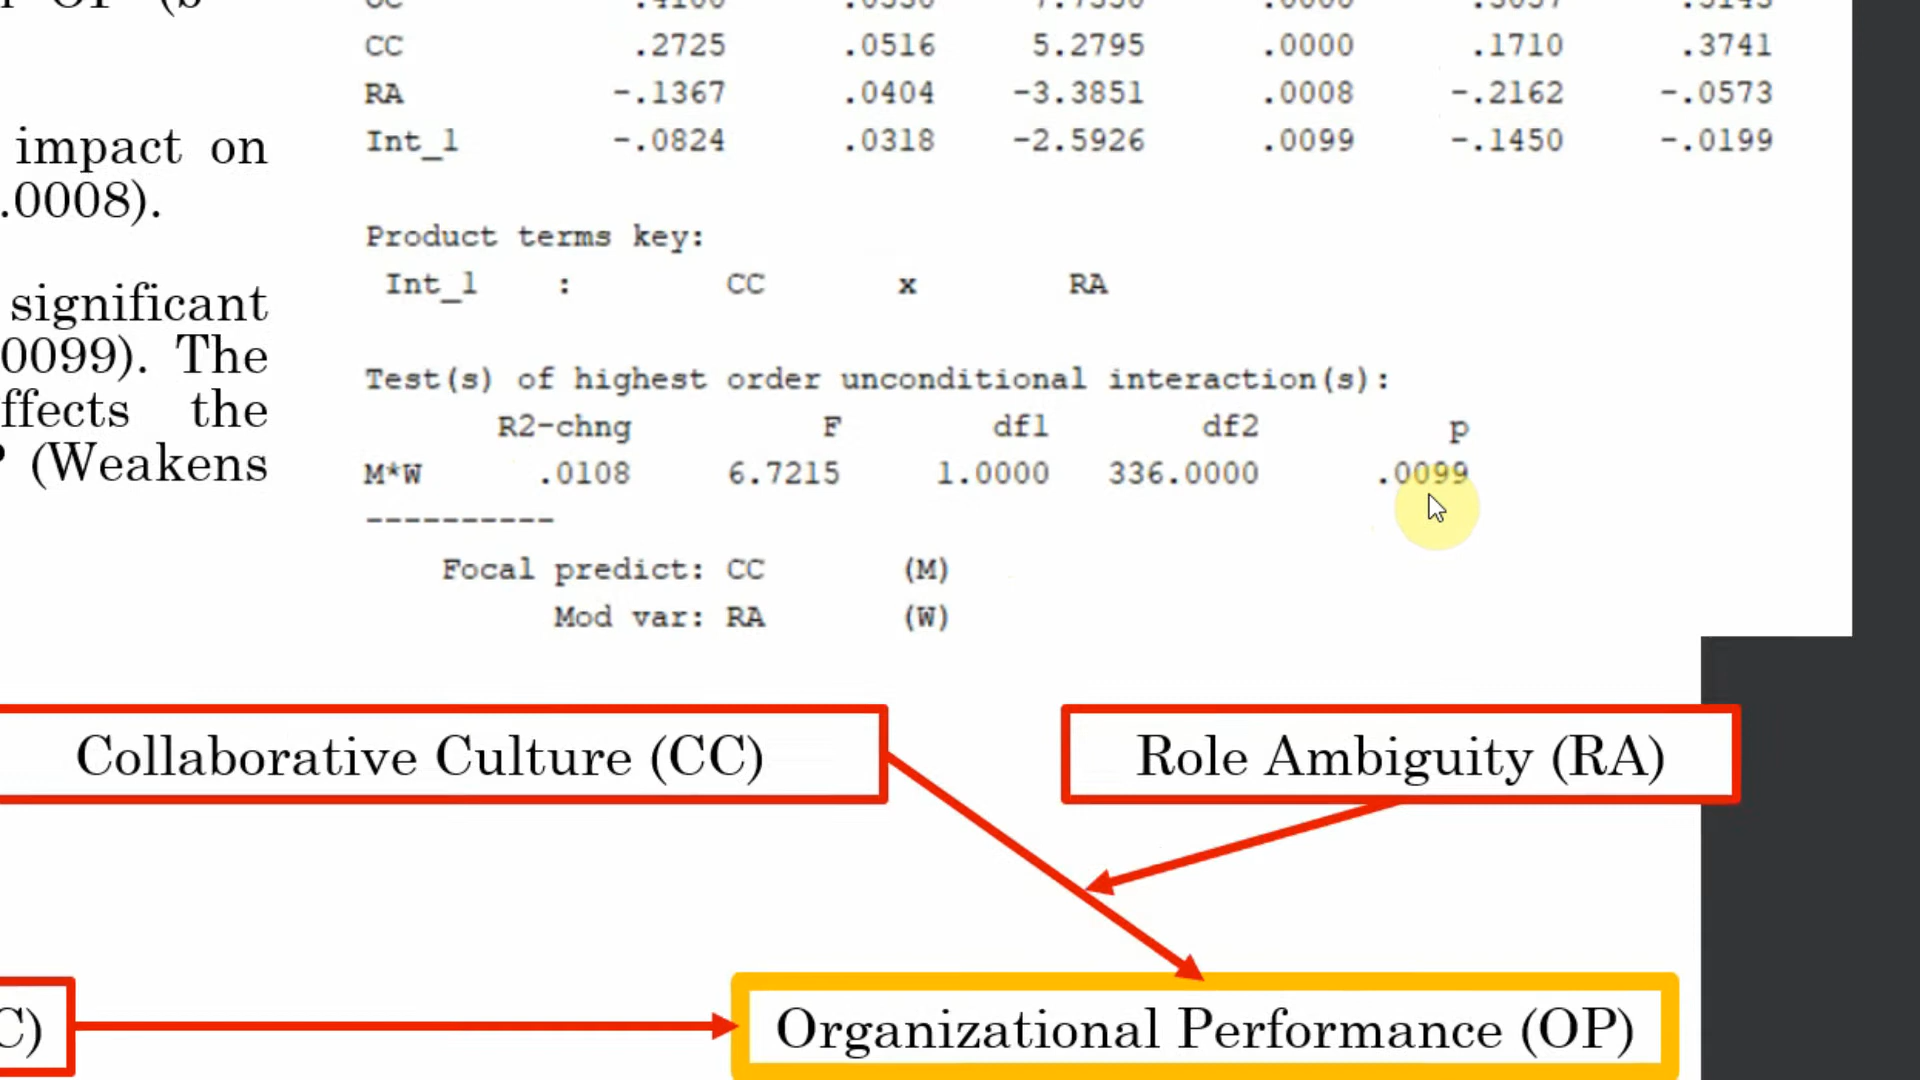 impact on
.0008).
significant
0099). The
ffects the
(Weakens
CC .2725 .0516 5.2795 .0000 .1710 .3741
RA -.1367 .0404 -3.3851 .0008 -.2162 -.0573
Int_1 -.0824 .0318 -2.5926 .0099 -.1450 -.0199
Product terms key:
Int_1 : CC x RA
Test(s) of highest order unconditional interaction(s):
R2-chng F df1 df2 p
M*W .0108 6.7215 1.0000 336.0000 .0099
----------
Focal predict: CC (M)
Mod var: RA (W)
Collaborative Culture (CC)
Role Ambiguity (RA)
C)
Organizational Performance (OP)